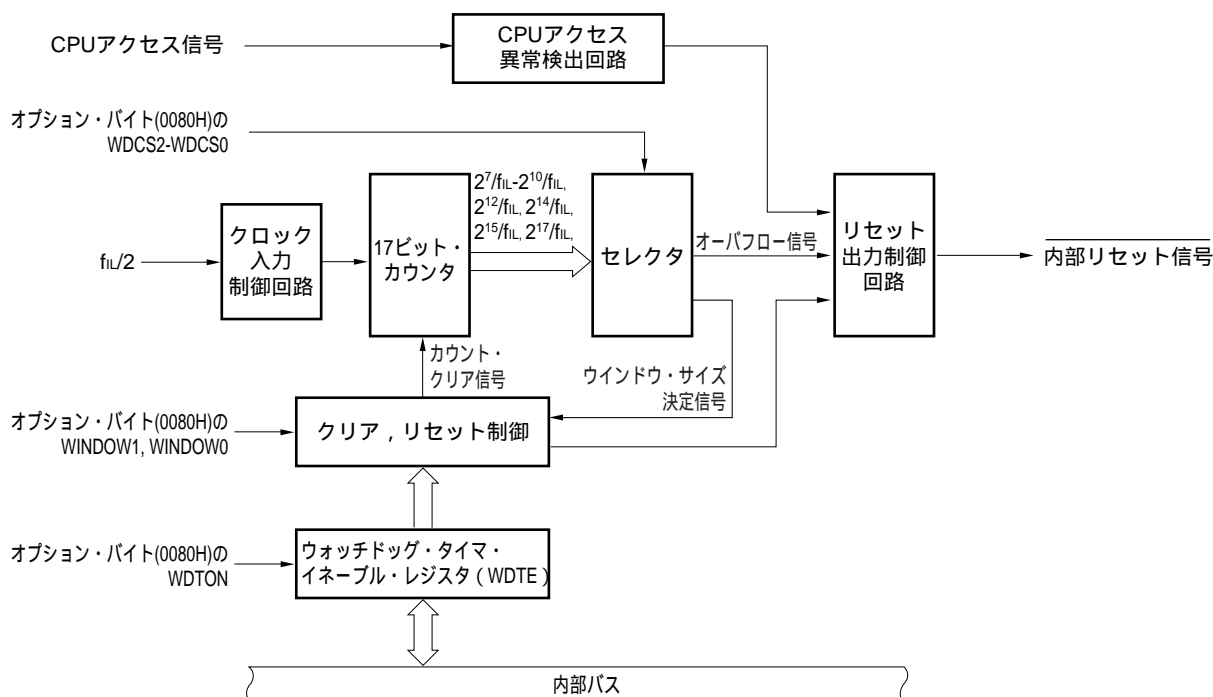 CPUアクセス信号
CPUアクセス
異常検出回路
オプション・バイト(0080H)の
WDCS2-WDCS0
2⁷/fIL-2¹⁰/fIL,
2¹²/fIL, 2¹⁴/fIL,
2¹⁵/fIL, 2¹⁷/fIL,
fIL/2
クロック
入力
制御回路
17ビット・
カウンタ
セレクタ
オーバフロー信号
リセット
出力制御
回路
内部リセット信号
カウント・
クリア信号
ウインドウ・サイズ
決定信号
オプション・バイト(0080H)の
WINDOW1, WINDOW0
クリア,リセット制御
オプション・バイト(0080H)の
WDTON
ウォッチドッグ・タイマ・
イネーブル・レジスタ(WDTE)
内部バス